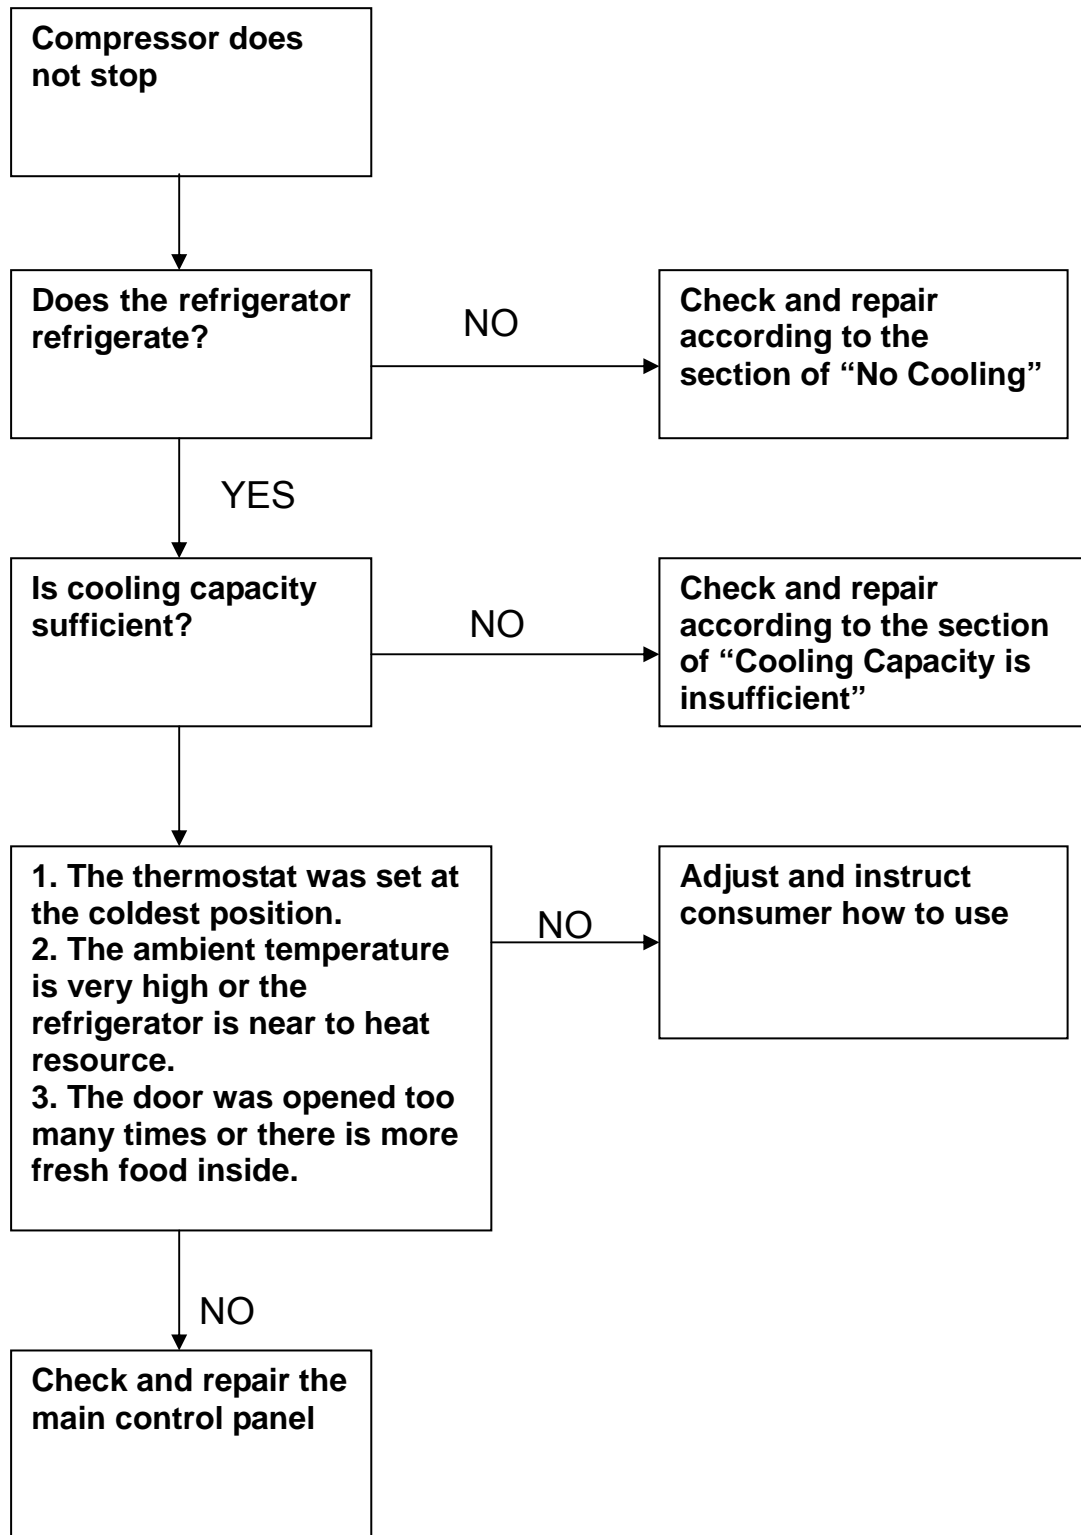 Compressor does
not stop
Does the refrigerator
refrigerate?
NO
Check and repair
according to the
section of “No Cooling”
YES
Is cooling capacity
sufficient?
NO
Check and repair
according to the section
of “Cooling Capacity is
insufficient”
1. The thermostat was set at
the coldest position.
2. The ambient temperature
is very high or the
refrigerator is near to heat
resource.
3. The door was opened too
many times or there is more
fresh food inside.
NO
Adjust and instruct
consumer how to use
NO
Check and repair the
main control panel